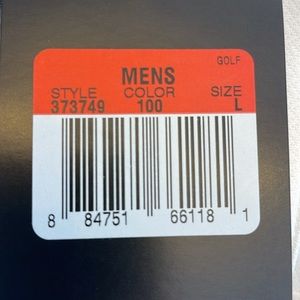 GOLF
MENS
STYLE COLOR SIZE
373749 100 L
8 84751 66118 1